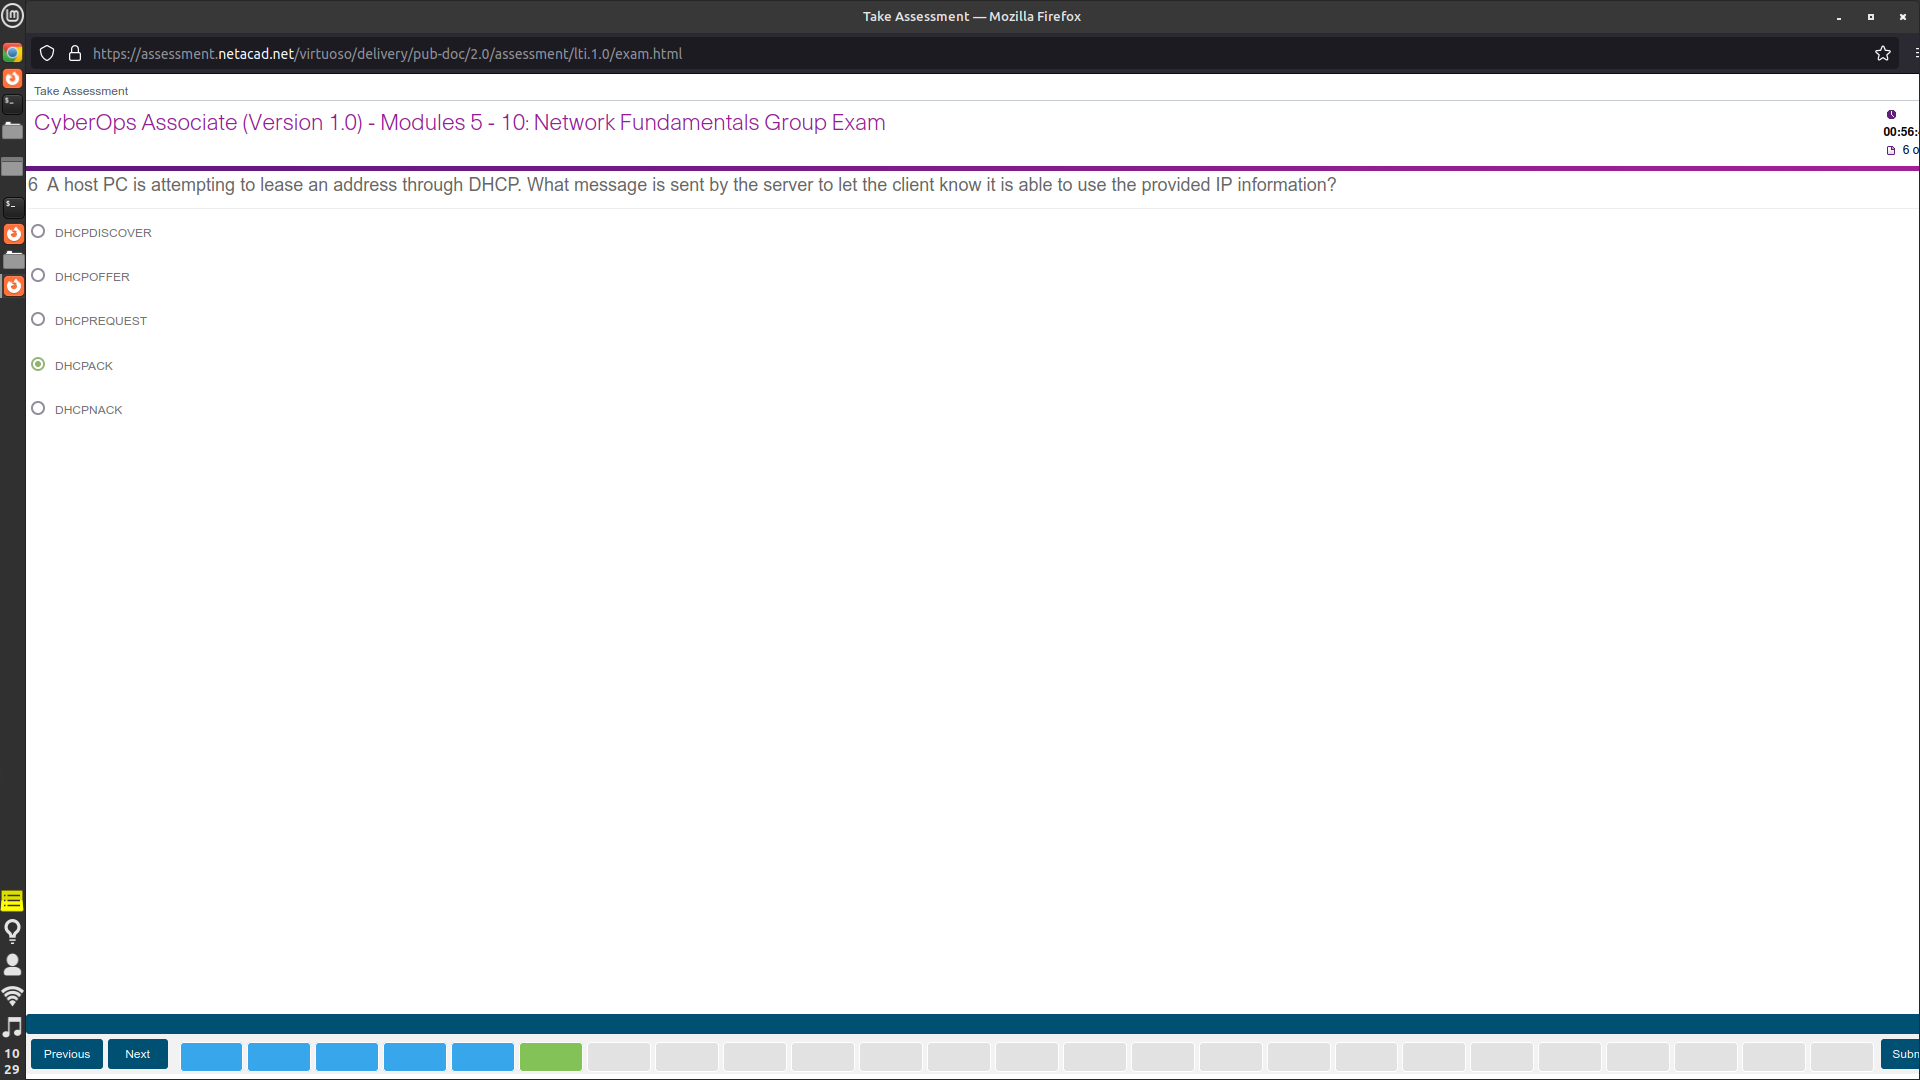 Take Assessment — Mozilla Firefox
https://assessment.netacad.net/virtuoso/delivery/pub-doc/2.0/assessment/lti.1.0/exam.html
Take Assessment
CyberOps Associate (Version 1.0) - Modules 5 - 10: Network Fundamentals Group Exam
00:56:
6 o
6 A host PC is attempting to lease an address through DHCP. What message is sent by the server to let the client know it is able to use the provided IP information?
DHCPDISCOVER
DHCPOFFER
DHCPREQUEST
DHCPACK
DHCPNACK
Previous
Next
Subm
10
29